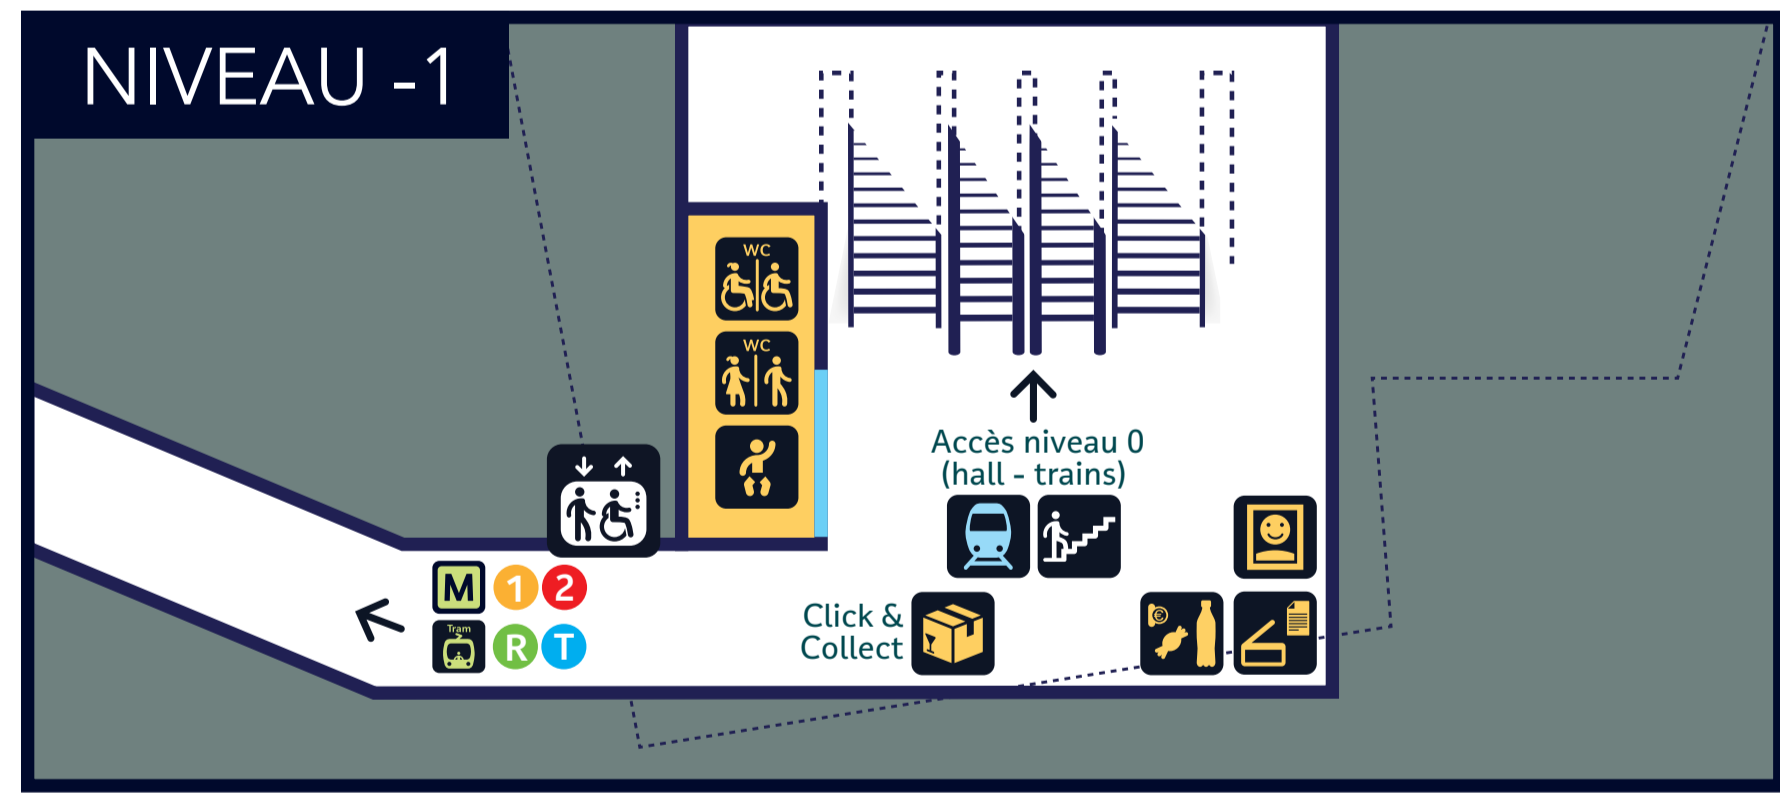 NIVEAU -1
WC
WC
Accès niveau 0
(hall - trains)
M 1 2
Tram
R T
Click &
Collect
€